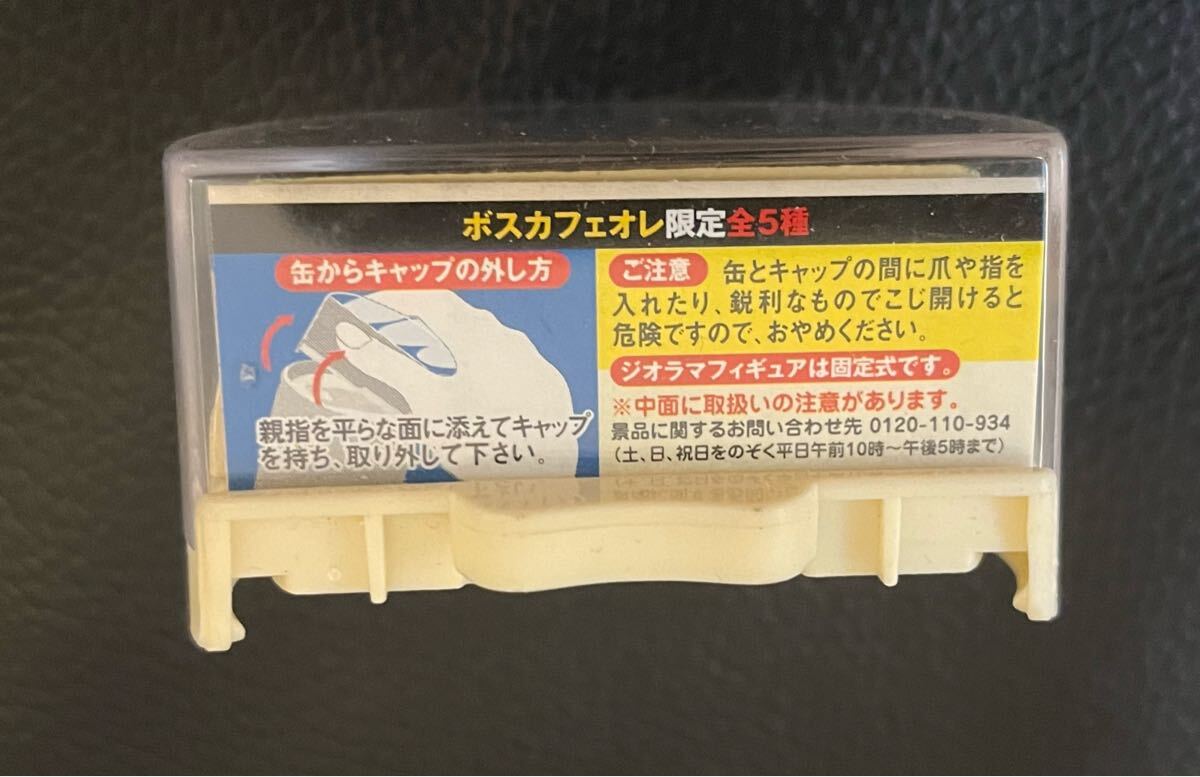 ボスカフェオレ限定全5種
缶からキャップの外し方
親指を平らな面に添えてキャップ
を持ち、取り外して下さい。
ご注意 缶とキャップの間に爪や指を
入れたり、鋭利なものでこじ開けると
危険ですので、おやめください。
ジオラマフィギュアは固定式です。
※中面に取扱いの注意があります。
景品に関するお問い合わせ先 0120-110-934
(土、日、祝日をのぞく平日午前10時〜午後5時まで)